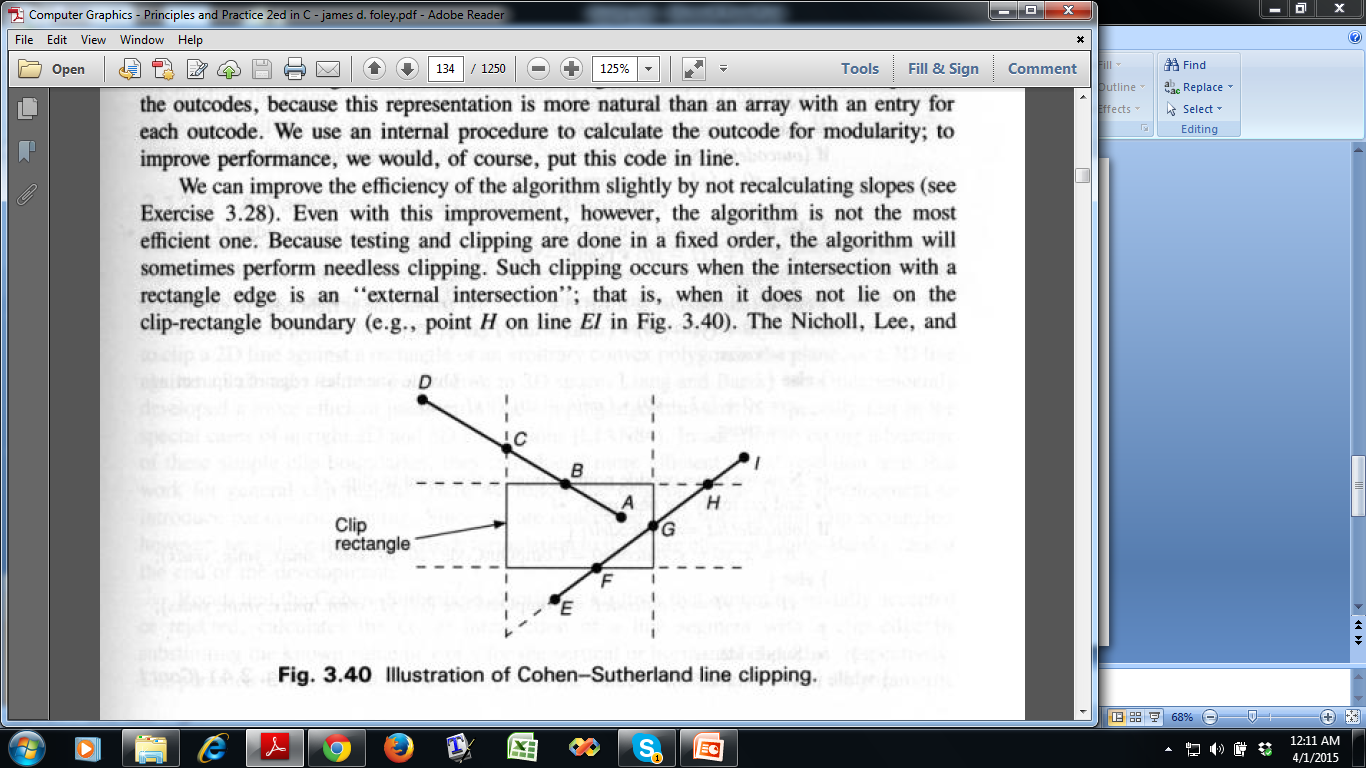 Computer Graphics - Principles and Practice 2ed in C - james d. foley.pdf - Adobe Reader
File Edit View Window Help
Open 134 / 1250 125% Tools Fill & Sign Comment
the outcodes, because this representation is more natural than an array with an entry for
each outcode. We use an internal procedure to calculate the outcode for modularity; to
improve performance, we would, of course, put this code in line.
We can improve the efficiency of the algorithm slightly by not recalculating slopes (see
Exercise 3.28). Even with this improvement, however, the algorithm is not the most
efficient one. Because testing and clipping are done in a fixed order, the algorithm will
sometimes perform needless clipping. Such clipping occurs when the intersection with a
rectangle edge is an ‘‘external intersection’’; that is, when it does not lie on the
clip-rectangle boundary (e.g., point H on line EI in Fig. 3.40). The Nicholl, Lee, and
D
C
B
I
A
H
G
Clip
rectangle
F
E
Fig. 3.40 Illustration of Cohen–Sutherland line clipping.
Find
Outline Replace
Effects Select
Editing
68%
12:11 AM
4/1/2015